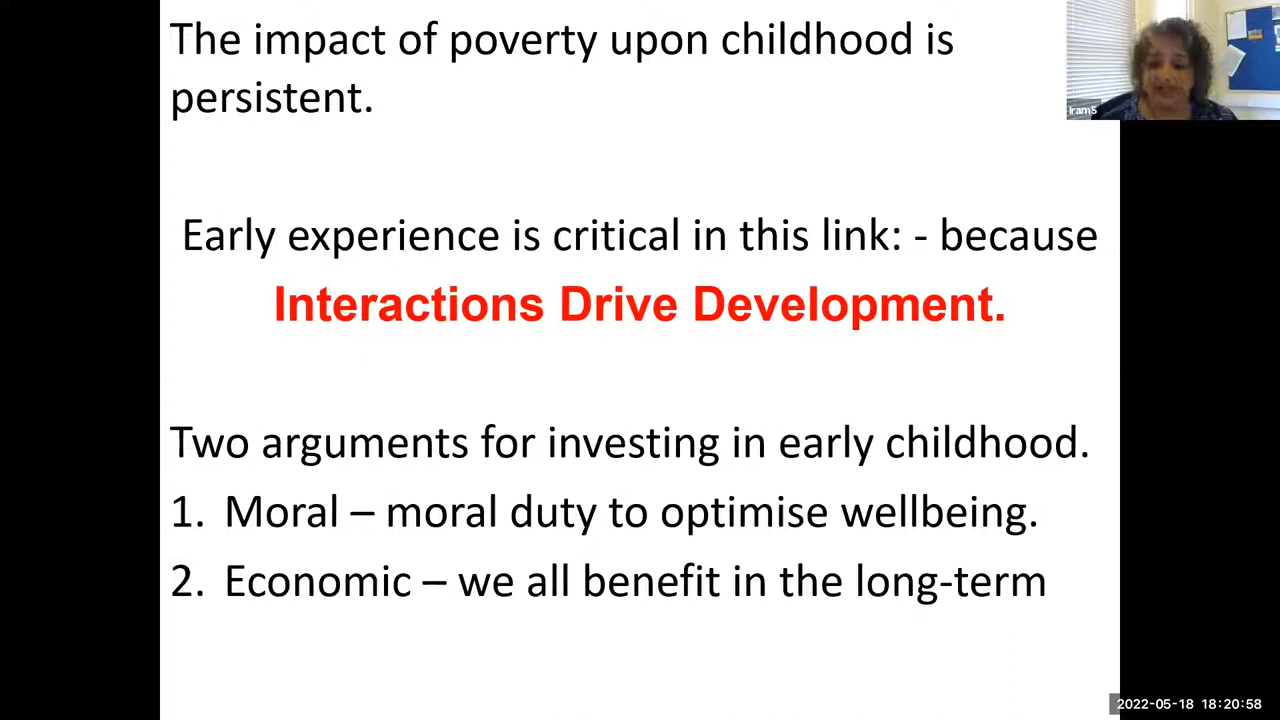 The impact of poverty upon childhood is
persistent.
Iram S
Early experience is critical in this link: - because
Interactions Drive Development.
Two arguments for investing in early childhood.
1. Moral – moral duty to optimise wellbeing.
2. Economic – we all benefit in the long-term
2022-05-18 18:20:58